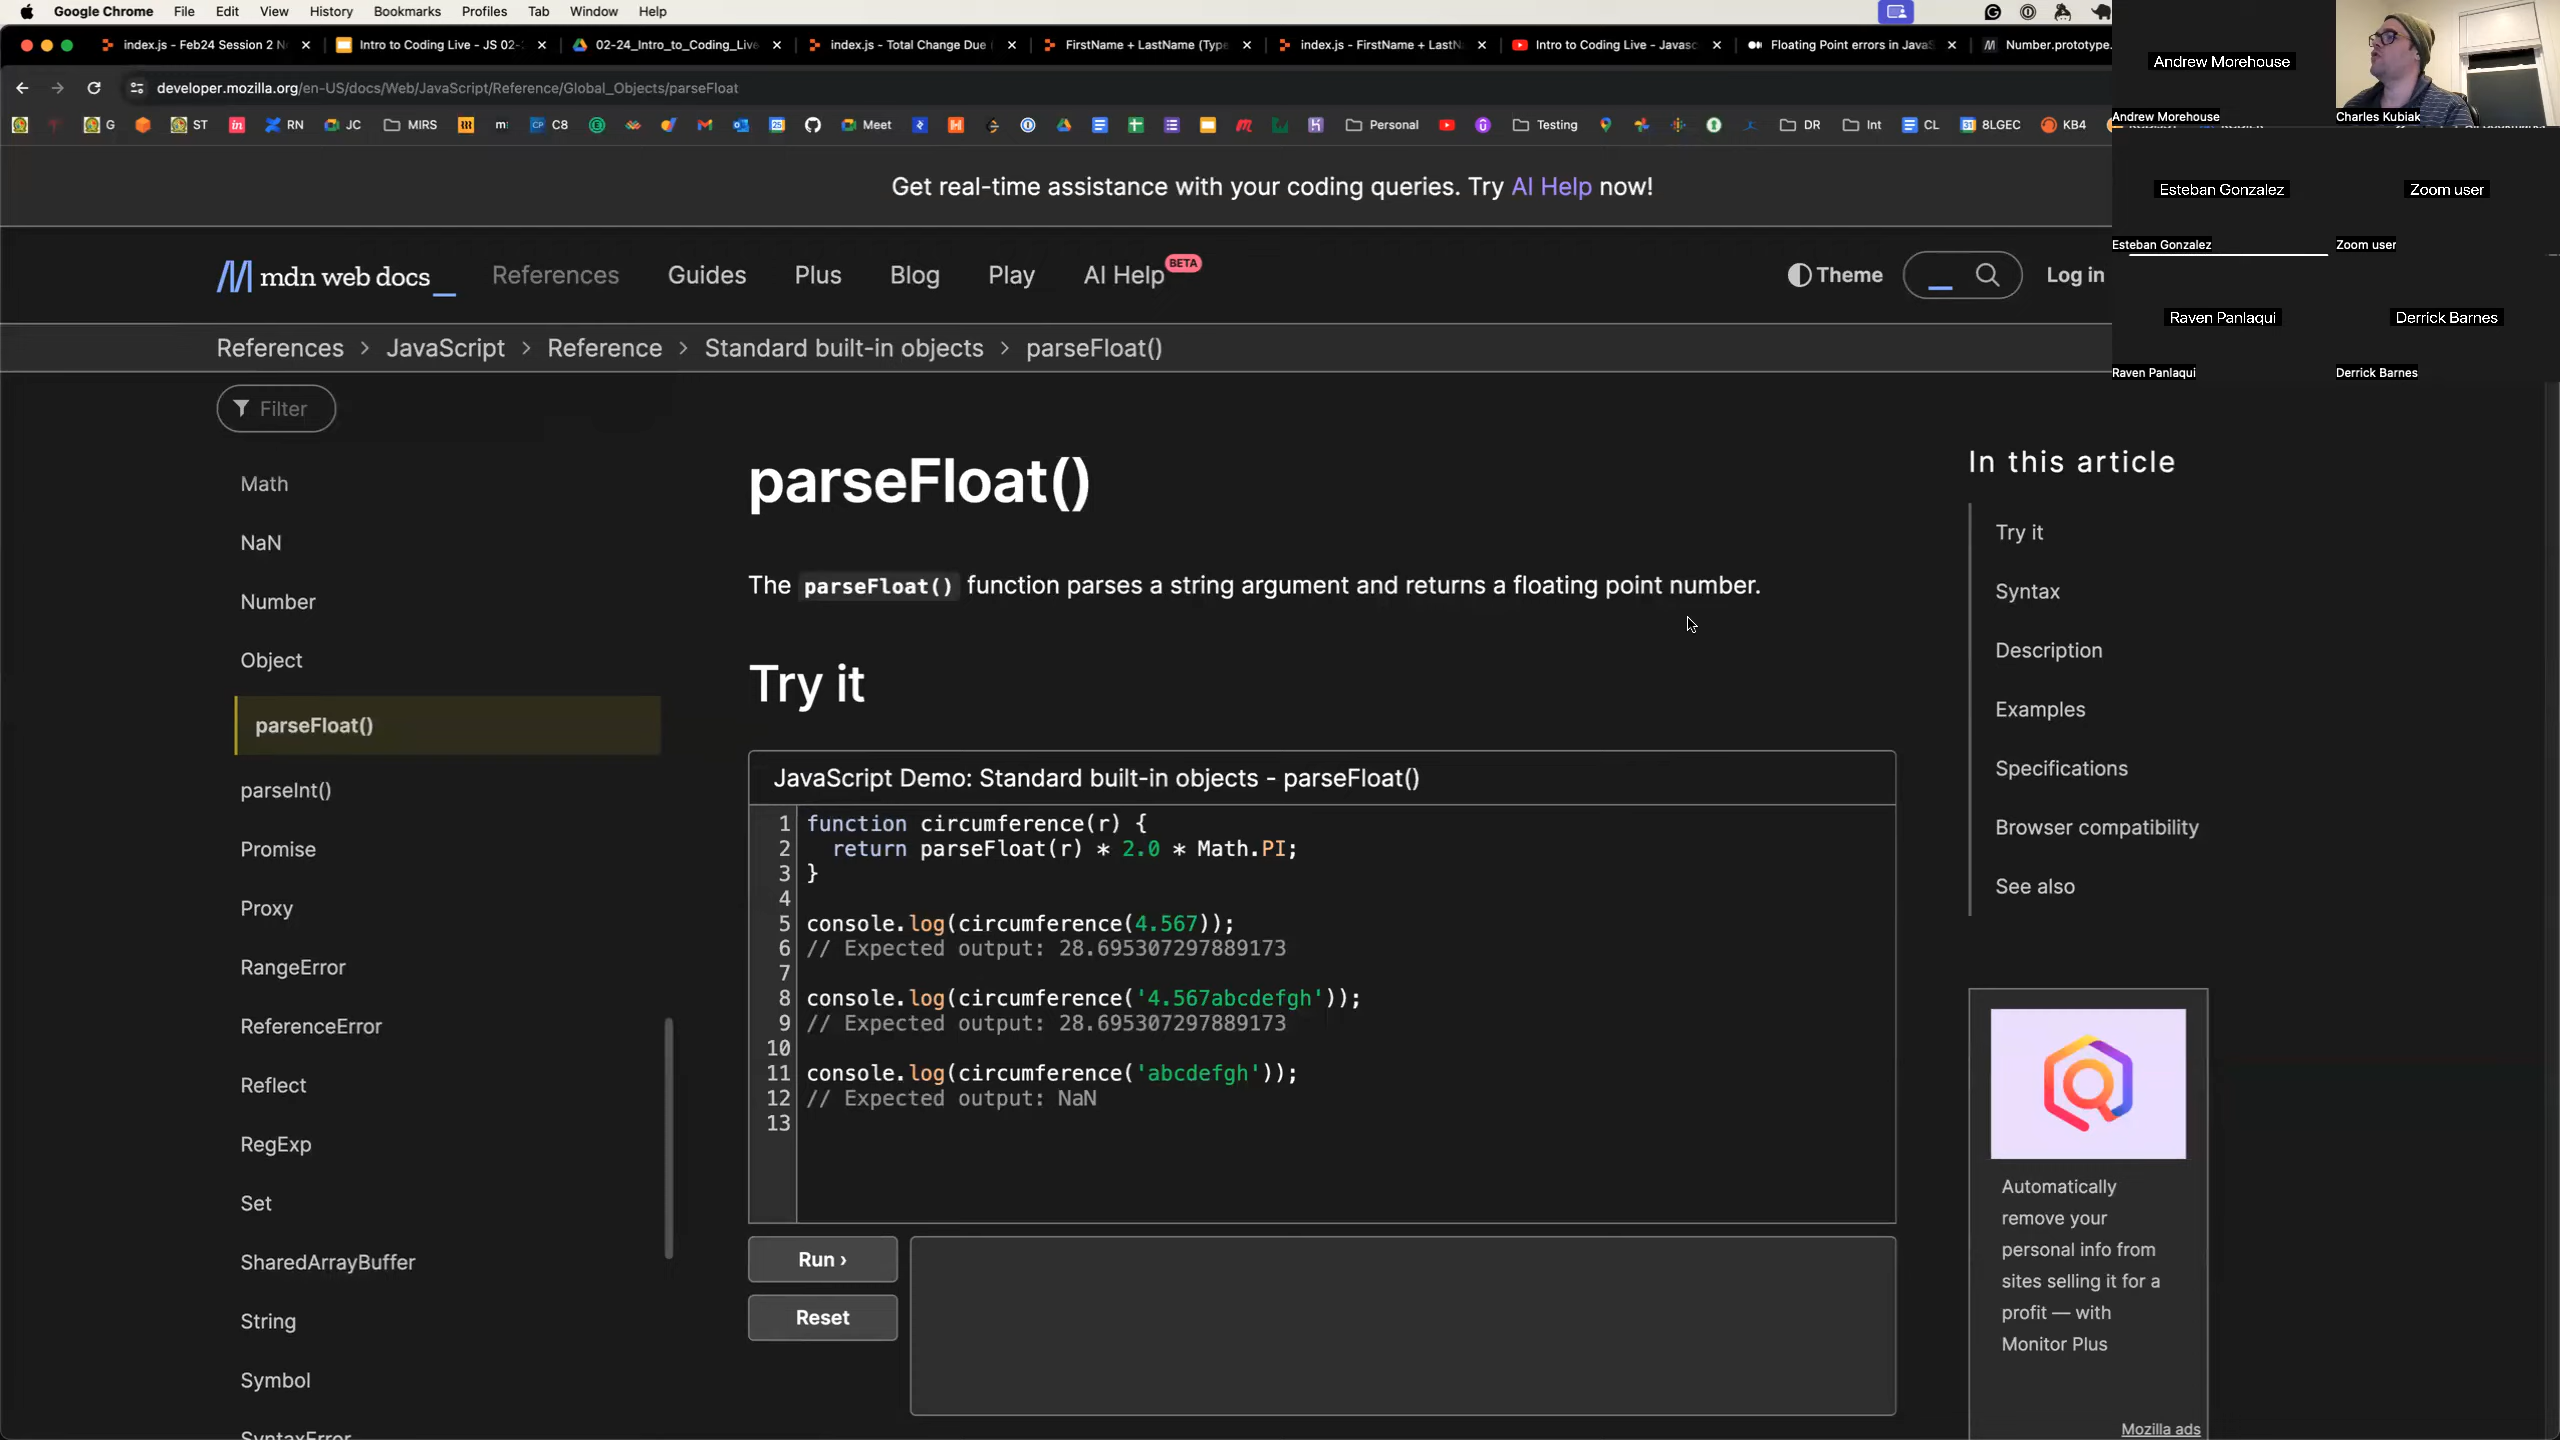 Google Chrome File Edit View History Bookmarks Profiles Tab Window Help
index.js - Feb24 Session 2 N
Intro to Coding Live - JS 02-
02-24_Intro_to_Coding_Live
index.js - Total Change Due
FirstName + LastName (Type
index.js - FirstName + LastN
Intro to Coding Live - Javasc
Floating Point errors in JavaS
Number.prototype.
developer.mozilla.org/en-US/docs/Web/JavaScript/Reference/Global_Objects/parseFloat
G ST RN JC MIRS C8 Meet Personal Testing DR Int CL 8LGEC KB4
Andrew Morehouse
Andrew Morehouse
Charles Kubiak
Esteban Gonzalez
Zoom user
Esteban Gonzalez
Zoom user
Raven Panlaqui
Derrick Barnes
Raven Panlaqui
Derrick Barnes
Get real-time assistance with your coding queries. Try AI Help now!
mdn web docs_
References
Guides
Plus
Blog
Play
AI Help
BETA
Theme
Log in
References > JavaScript > Reference > Standard built-in objects > parseFloat()
Filter
Math
NaN
Number
Object
parseFloat()
parseInt()
Promise
Proxy
RangeError
ReferenceError
Reflect
RegExp
Set
SharedArrayBuffer
String
Symbol
SyntaxError
parseFloat()
The parseFloat() function parses a string argument and returns a floating point number.
Try it
JavaScript Demo: Standard built-in objects - parseFloat()
1 function circumference(r) {
2 return parseFloat(r) * 2.0 * Math.PI;
3 }
4
5 console.log(circumference(4.567));
6 // Expected output: 28.695307297889173
7
8 console.log(circumference('4.567abcdefgh'));
9 // Expected output: 28.695307297889173
10
11 console.log(circumference('abcdefgh'));
12 // Expected output: NaN
13
Run ›
Reset
In this article
Try it
Syntax
Description
Examples
Specifications
Browser compatibility
See also
Automatically
remove your
personal info from
sites selling it for a
profit — with
Monitor Plus
Mozilla ads